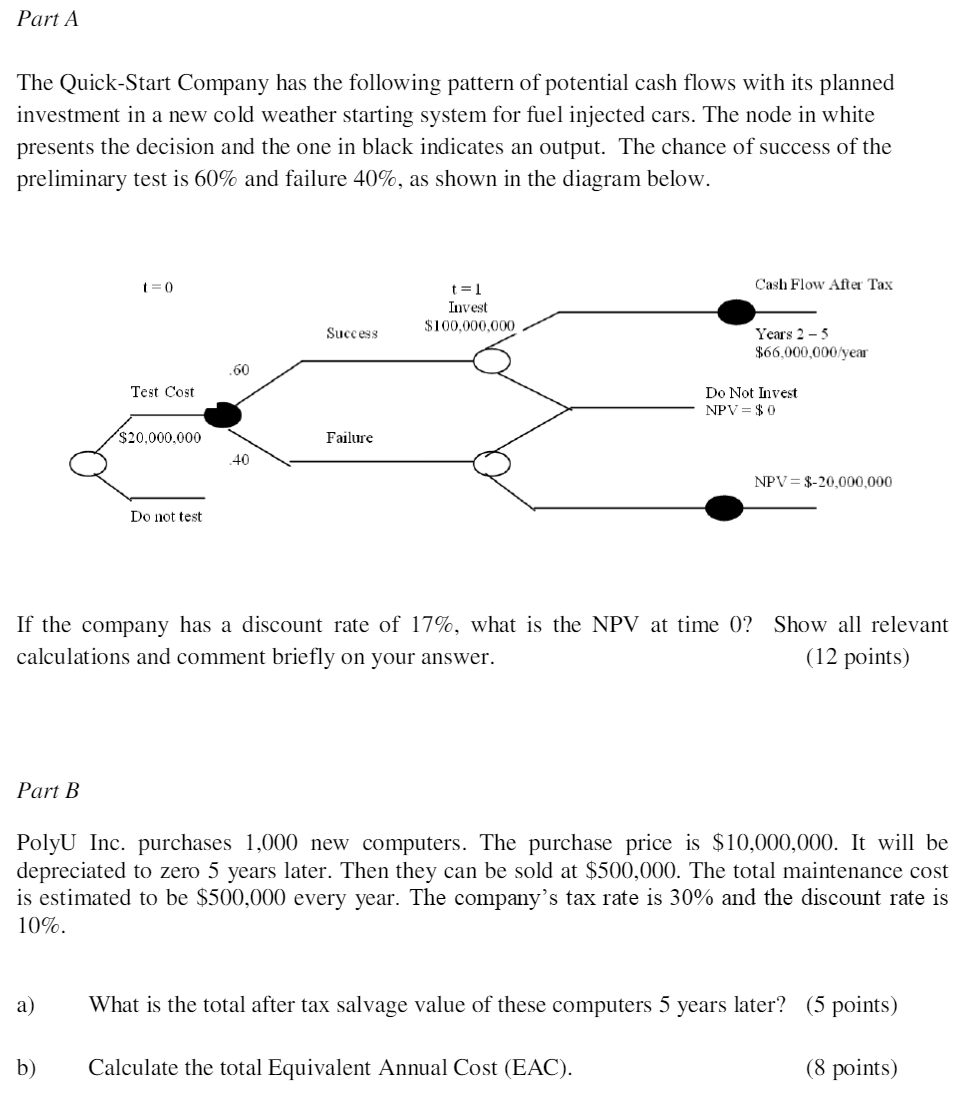 Part A
The Quick-Start Company has the following pattern of potential cash flows with its planned
investment in a new cold weather starting system for fuel injected cars. The node in white
presents the decision and the one in black indicates an output. The chance of success of the
preliminary test is 60% and failure 40%, as shown in the diagram below.
t = 0
t = 1
Invest
$100,000,000
Cash Flow After Tax
Success
Years 2 – 5
$66,000,000/year
.60
Test Cost
Do Not Invest
NPV = $ 0
$20,000,000
Failure
.40
NPV = $-20,000,000
Do not test
If the company has a discount rate of 17%, what is the NPV at time 0? Show all relevant
calculations and comment briefly on your answer. (12 points)
Part B
PolyU Inc. purchases 1,000 new computers. The purchase price is $10,000,000. It will be
depreciated to zero 5 years later. Then they can be sold at $500,000. The total maintenance cost
is estimated to be $500,000 every year. The company’s tax rate is 30% and the discount rate is
10%.
a) What is the total after tax salvage value of these computers 5 years later? (5 points)
b) Calculate the total Equivalent Annual Cost (EAC). (8 points)